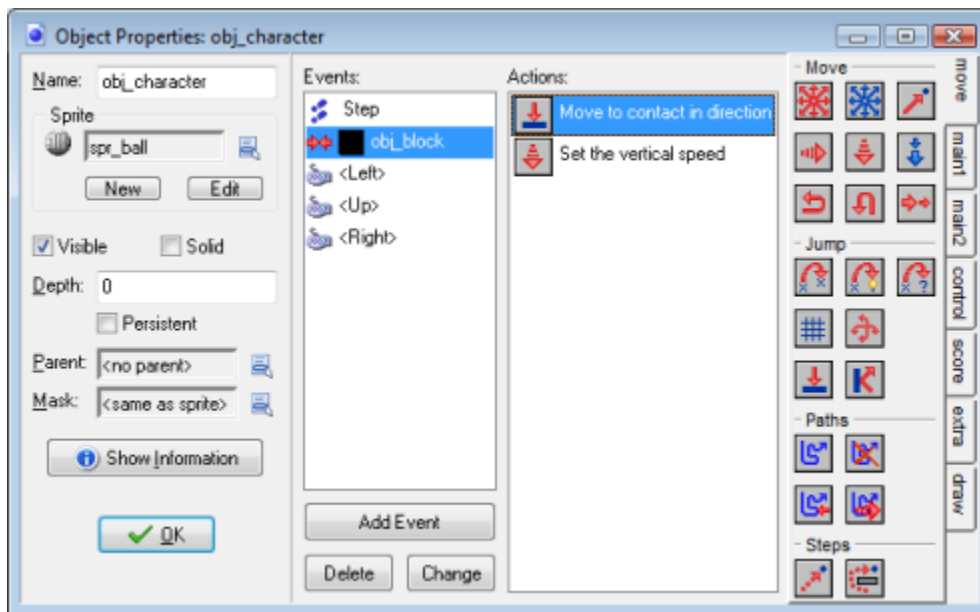 Object Properties: obj_character
Name: obj_character
Sprite
spr_ball
New Edit
Visible Solid
Depth: 0
Persistent
Parent: <no parent>
Mask: <same as sprite>
Show Information
OK
Events:
Step
obj_block
<Left>
<Up>
<Right>
Add Event
Delete Change
Actions:
Move to contact in direction
Set the vertical speed
Move
Jump
Paths
Steps
move
main1
main2
control
score
extra
draw